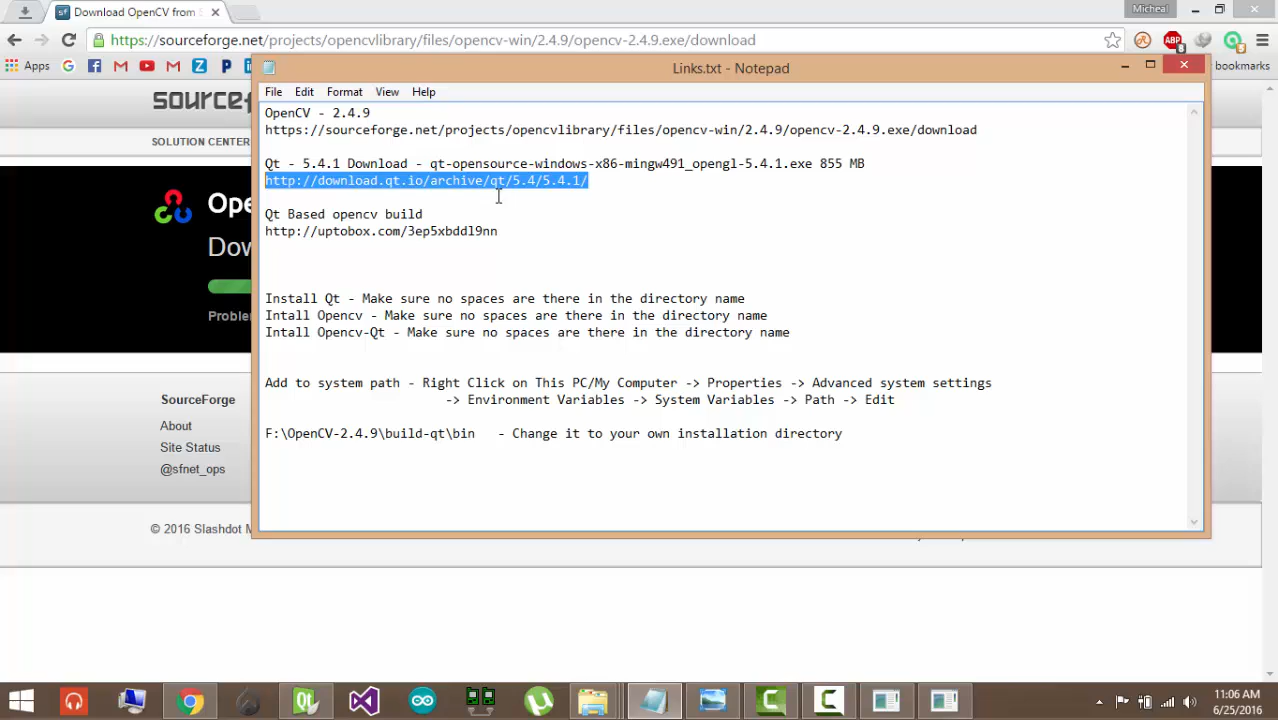 Download OpenCV from S
Micheal
https://sourceforge.net/projects/opencvlibrary/files/opencv-win/2.4.9/opencv-2.4.9.exe/download
Apps
bookmarks
Links.txt - Notepad
File Edit Format View Help
OpenCV - 2.4.9
https://sourceforge.net/projects/opencvlibrary/files/opencv-win/2.4.9/opencv-2.4.9.exe/download
Qt - 5.4.1 Download - qt-opensource-windows-x86-mingw491_opengl-5.4.1.exe 855 MB
http://download.qt.io/archive/qt/5.4/5.4.1/
Qt Based opencv build
http://uptobox.com/3ep5xbddl9nn
Install Qt - Make sure no spaces are there in the directory name
Intall Opencv - Make sure no spaces are there in the directory name
Intall Opencv-Qt - Make sure no spaces are there in the directory name
Add to system path - Right Click on This PC/My Computer -> Properties -> Advanced system settings
-> Environment Variables -> System Variables -> Path -> Edit
F:\OpenCV-2.4.9\build-qt\bin - Change it to your own installation directory
sourcef
SOLUTION CENTER
Ope
Dow
Proble
SourceForge
About
Site Status
@sfnet_ops
© 2016 Slashdot M
11:06 AM
6/25/2016